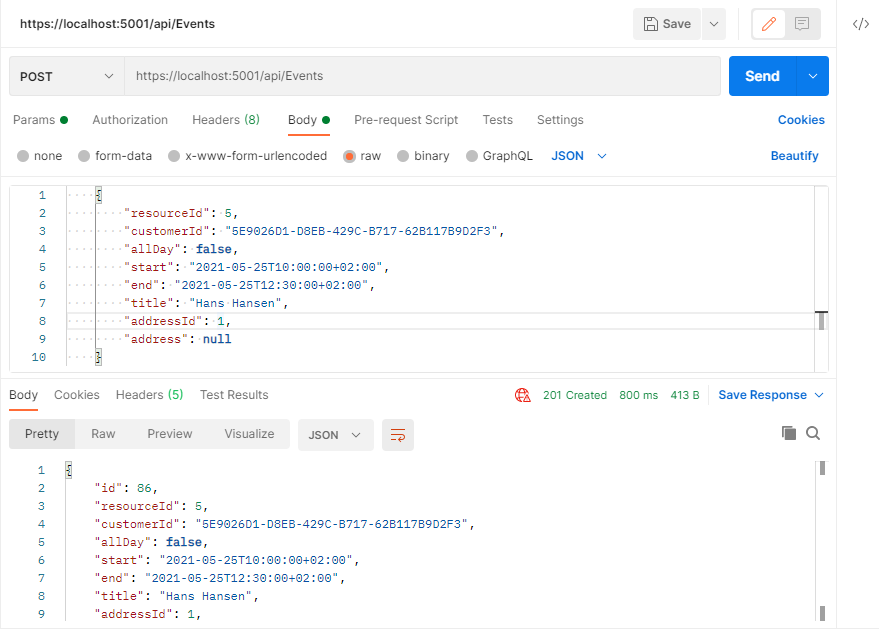 https://localhost:5001/api/Events Save
POST https://localhost:5001/api/Events Send
Params Authorization Headers (8) Body Pre-request Script Tests Settings Cookies
none form-data x-www-form-urlencoded raw binary GraphQL JSON Beautify
1 {
2 "resourceId": 5,
3 "customerId": "5E9026D1-D8EB-429C-B717-62B117B9D2F3",
4 "allDay": false,
5 "start": "2021-05-25T10:00:00+02:00",
6 "end": "2021-05-25T12:30:00+02:00",
7 "title": "Hans Hansen",
8 "addressId": 1,
9 "address": null
10 }
Body Cookies Headers (5) Test Results 201 Created 800 ms 413 B Save Response
Pretty Raw Preview Visualize JSON
1 {
2 "id": 86,
3 "resourceId": 5,
4 "customerId": "5E9026D1-D8EB-429C-B717-62B117B9D2F3",
5 "allDay": false,
6 "start": "2021-05-25T10:00:00+02:00",
7 "end": "2021-05-25T12:30:00+02:00",
8 "title": "Hans Hansen",
9 "addressId": 1,